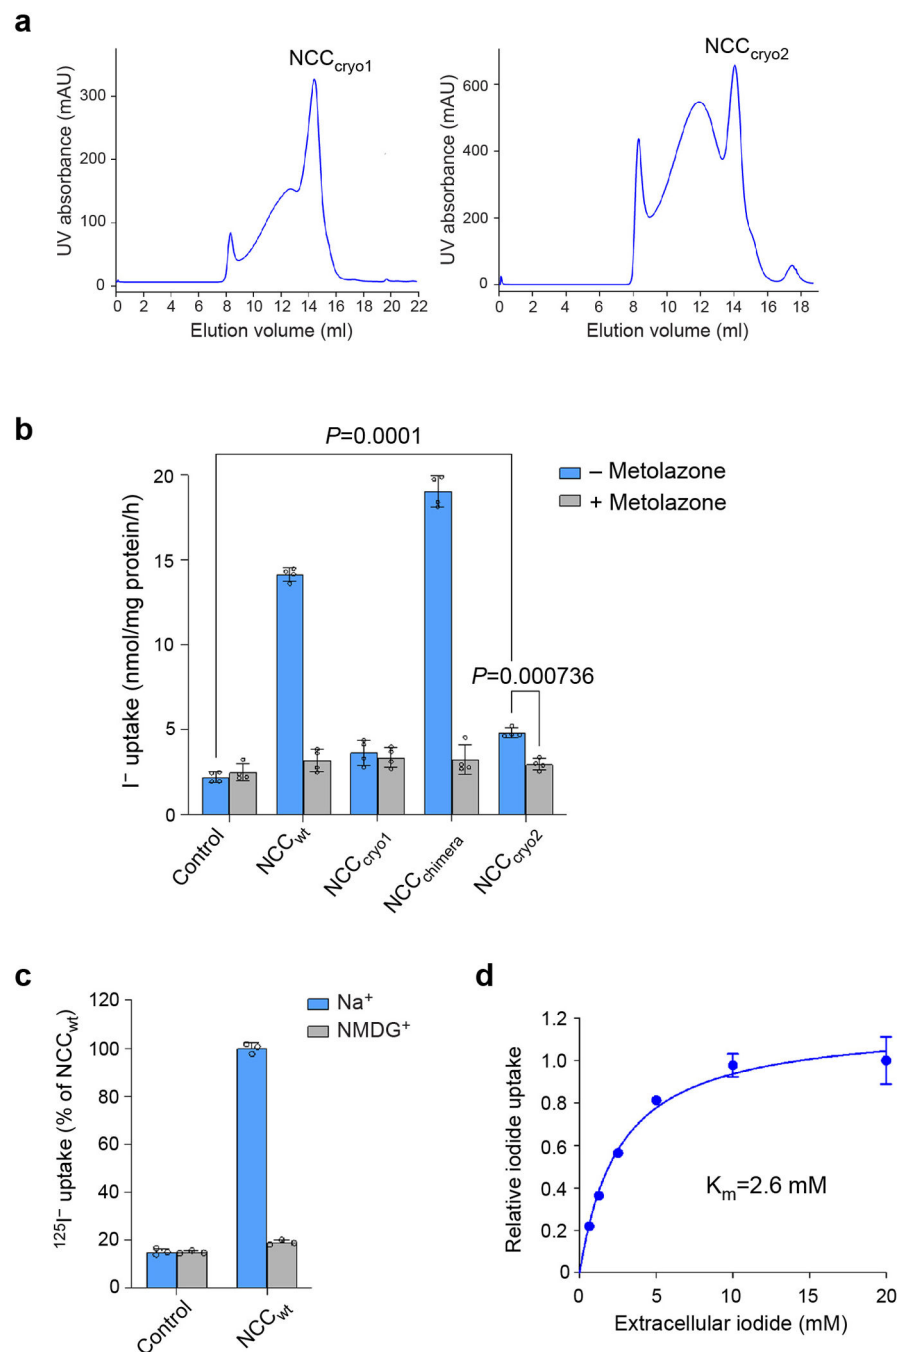 a
NCCcryo1
UV absorbance (mAU)
300
200
100
0
0 2 4 6 8 10 12 14 16 18 20 22
Elution volume (ml)
NCCcryo2
UV absorbance (mAU)
600
400
200
0
0 2 4 6 8 10 12 14 16 18
Elution volume (ml)
b
P=0.0001
I⁻ uptake (nmol/mg protein/h)
20
15
10
5
0
– Metolazone
+ Metolazone
P=0.000736
Control
NCCwt
NCCcryo1
NCCchimera
NCCcryo2
c
¹²⁵I⁻ uptake (% of NCCwt)
120
100
80
60
40
20
0
Na⁺
NMDG⁺
Control
NCCwt
d
Relative iodide uptake
1.2
1.0
0.8
0.6
0.4
0.2
0
Km=2.6 mM
0 5 10 15 20
Extracellular iodide (mM)